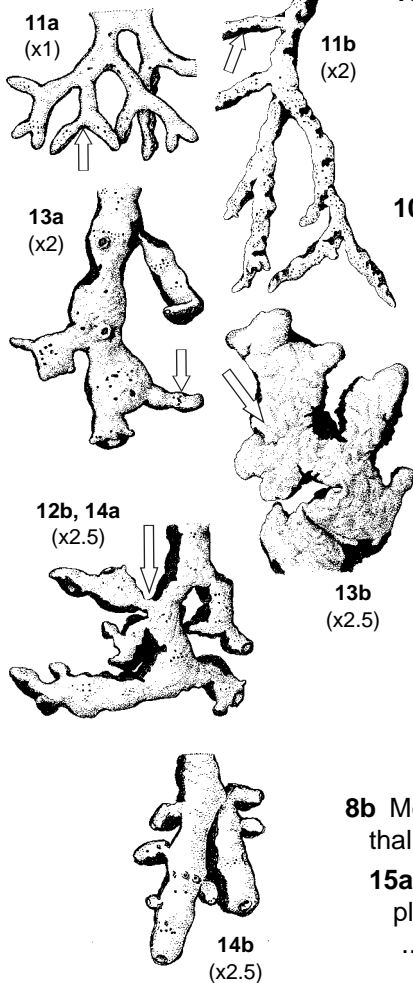 11a
(x1)
11b
(x2)
13a
(x2)
10
12b, 14a
(x2.5)
13b
(x2.5)
8b
thal
15a
pl
..
14b
(x2.5)